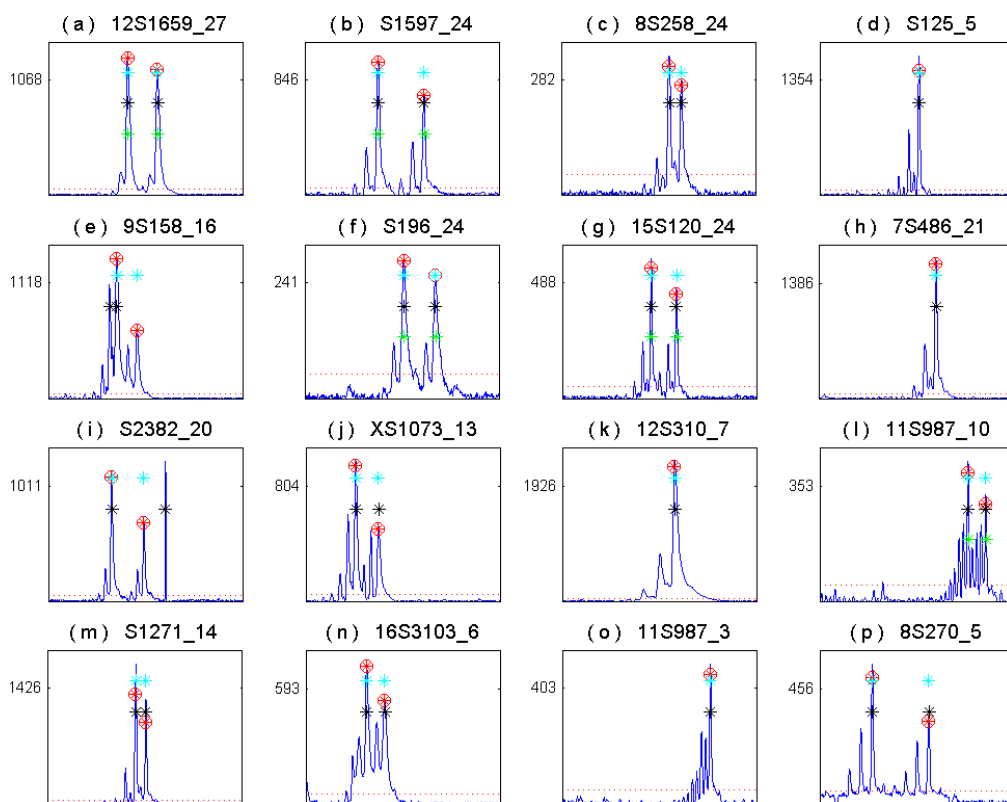 (a) 12S1659_27
1068
(b) S1597_24
846
(c) 8S258_24
282
(d) S125_5
1354
(e) 9S158_16
1118
(f) S196_24
241
(g) 15S120_24
488
(h) 7S486_21
1386
(i) S2382_20
1011
(j) XS1073_13
804
(k) 12S310_7
1926
(l) 11S987_10
353
(m) S1271_14
1426
(n) 16S3103_6
593
(o) 11S987_3
403
(p) 8S270_5
456